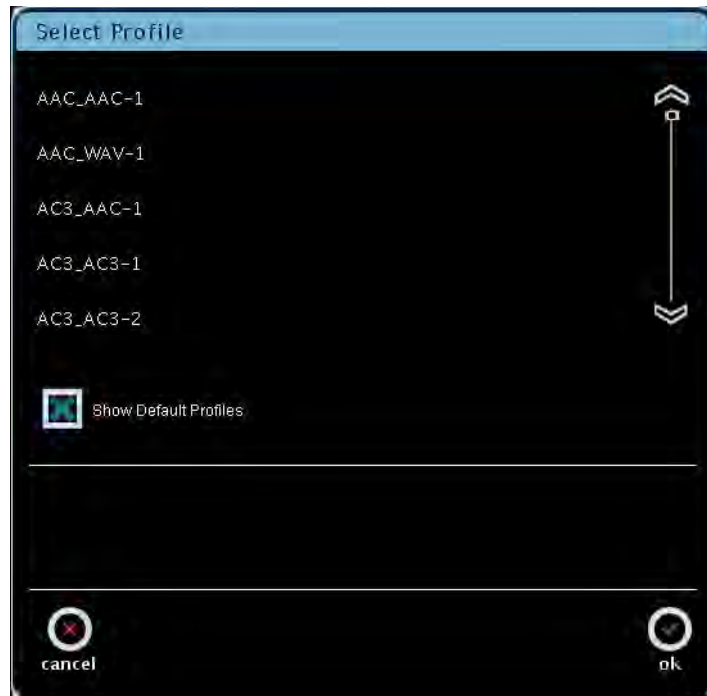 Select Profile
AAC_AAC-1
AAC_WAV-1
AC3_AAC-1
AC3_AC3-1
AC3_AC3-2
Show Default Profiles
cancel
ok